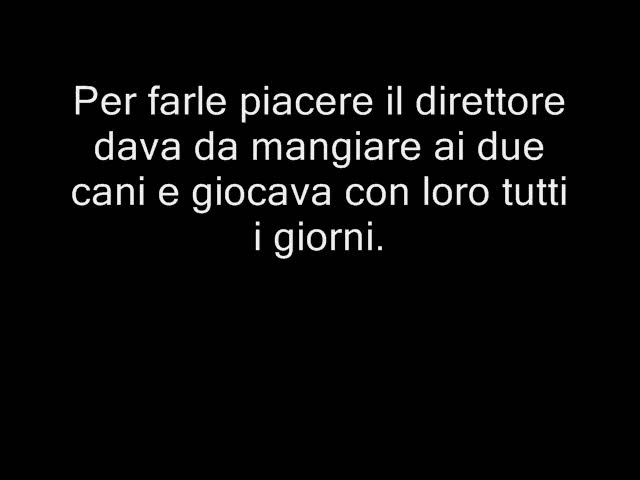 Per farle piacere il direttore
dava da mangiare ai due
cani e giocava con loro tutti
i giorni.